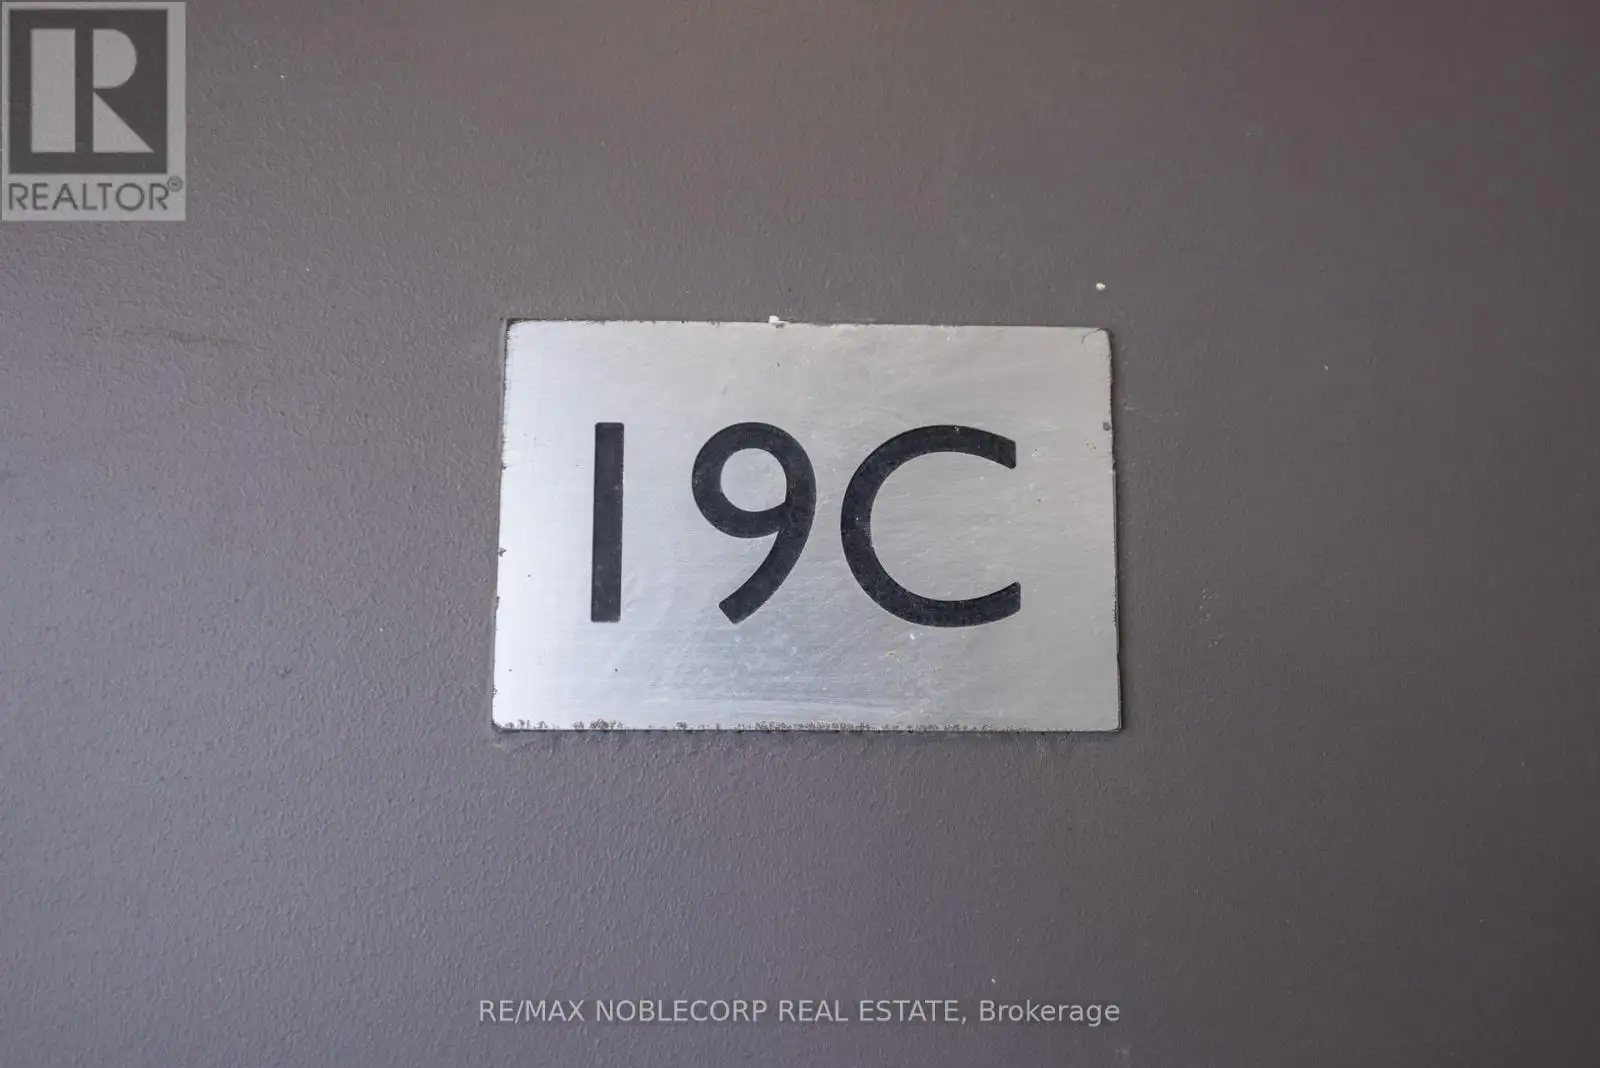 R
REALTOR®
19C
RE/MAX NOBLECORP REAL ESTATE, Brokerage